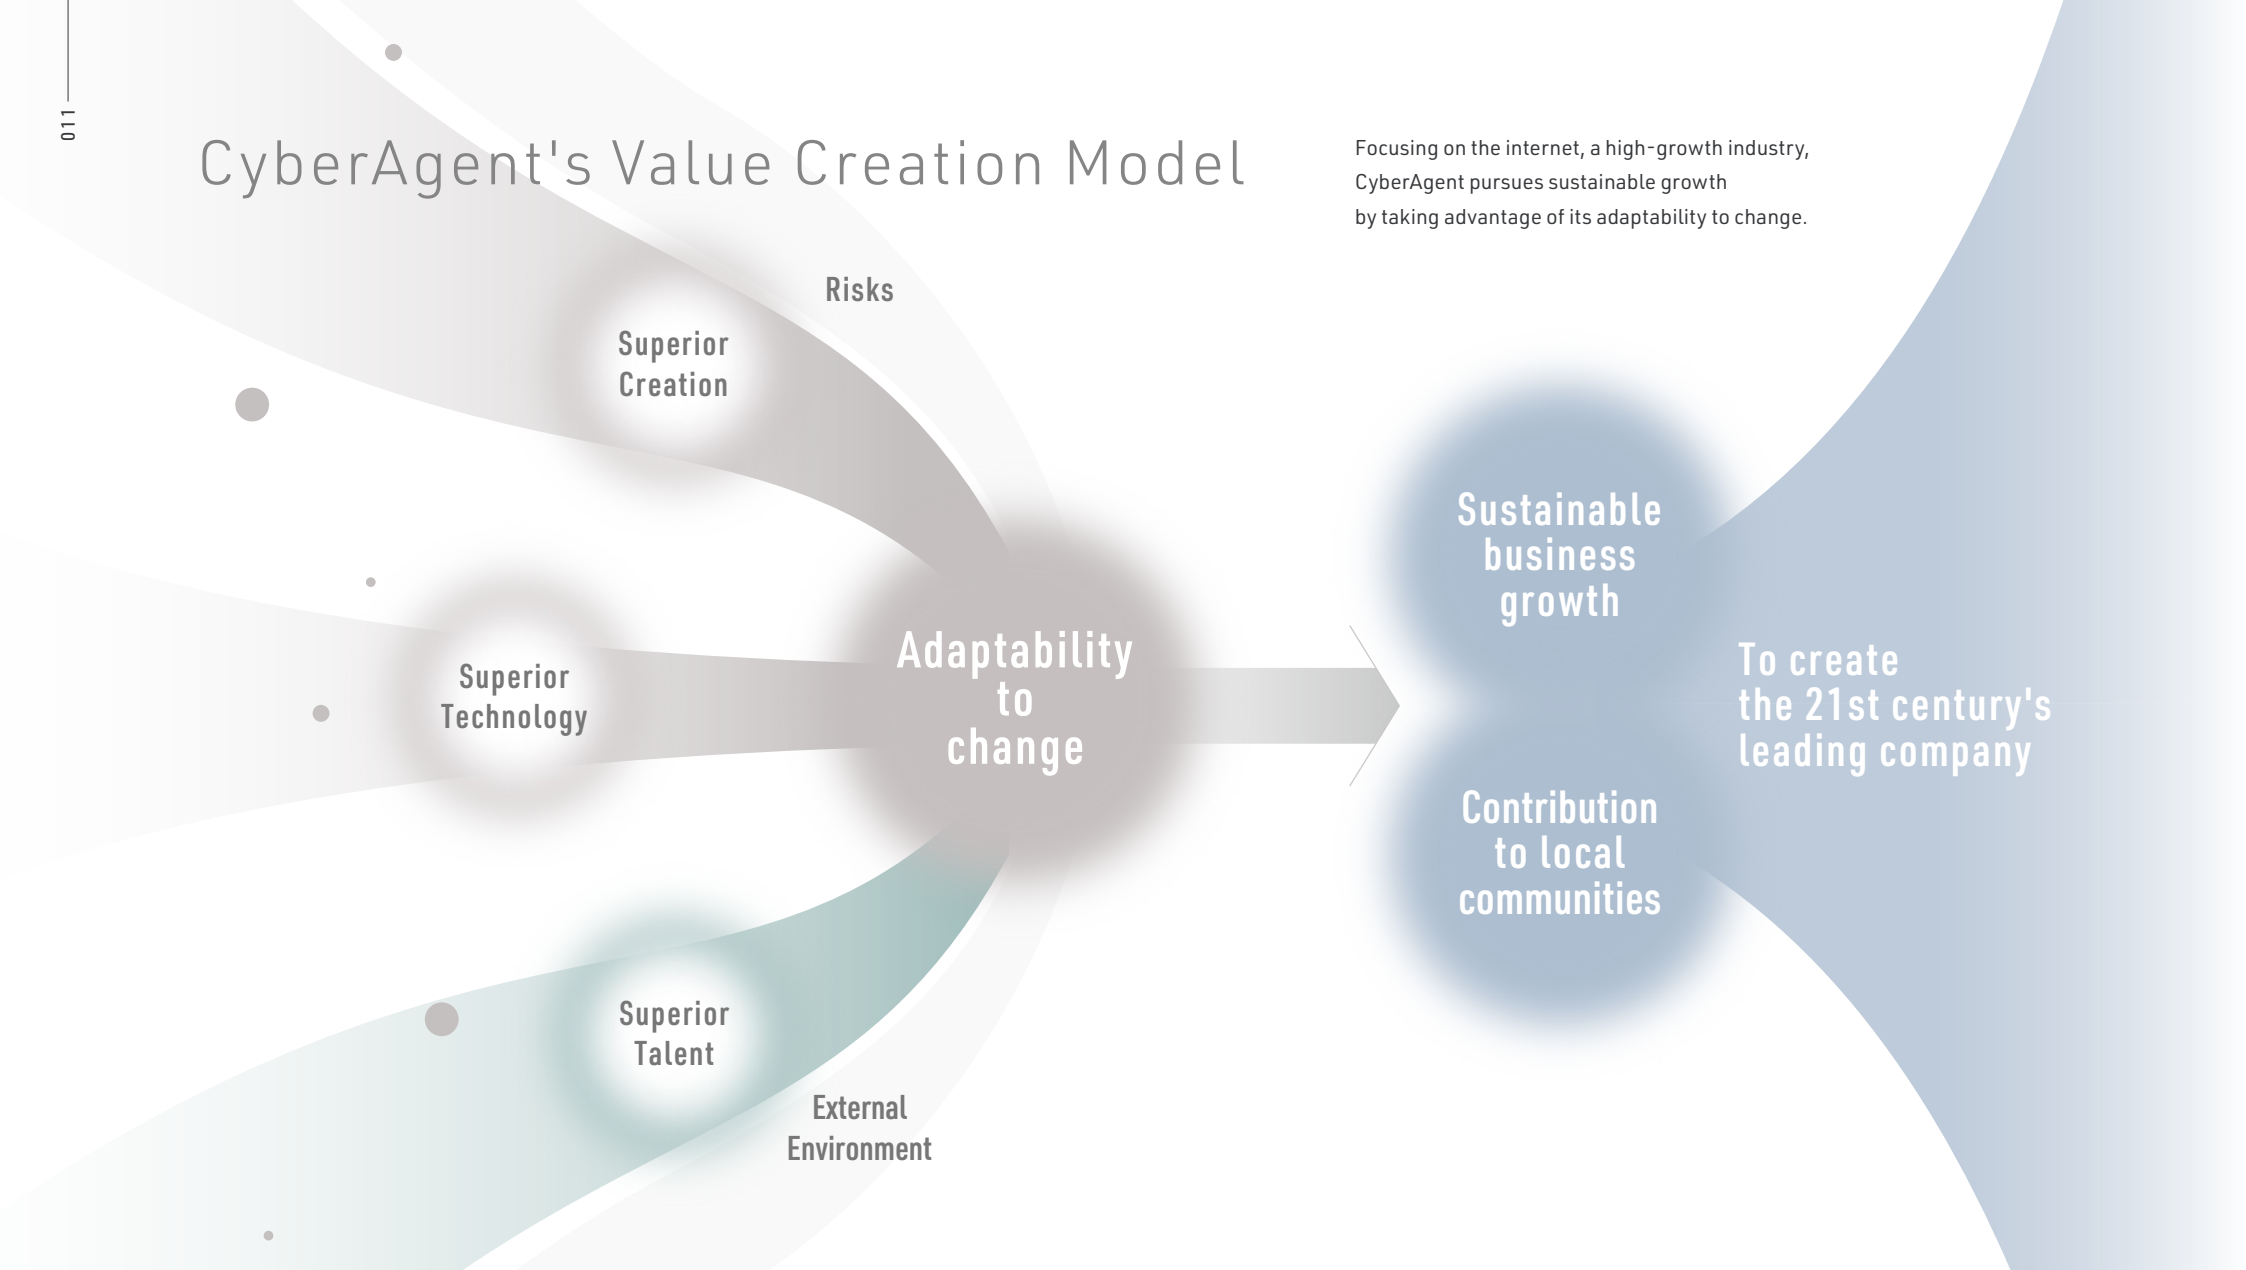 011
CyberAgent's Value Creation Model
Focusing on the internet, a high-growth industry,
CyberAgent pursues sustainable growth
by taking advantage of its adaptability to change.
Risks
Superior
Creation
Superior
Technology
Superior
Talent
External
Environment
Adaptability
to
change
Sustainable
business
growth
Contribution
to local
communities
To create
the 21st century's
leading company